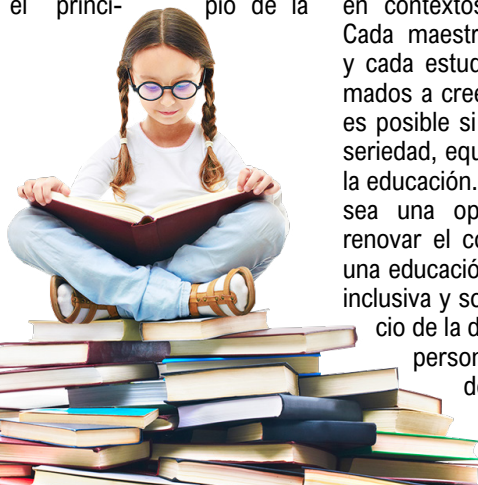 el princi-
pio de la
en contextos
Cada maestr
y cada estud
mados a cree
es posible si
seriedad, equ
la educación.
sea una op
renovar el co
una educació
inclusiva y so
cio de la d
person
de